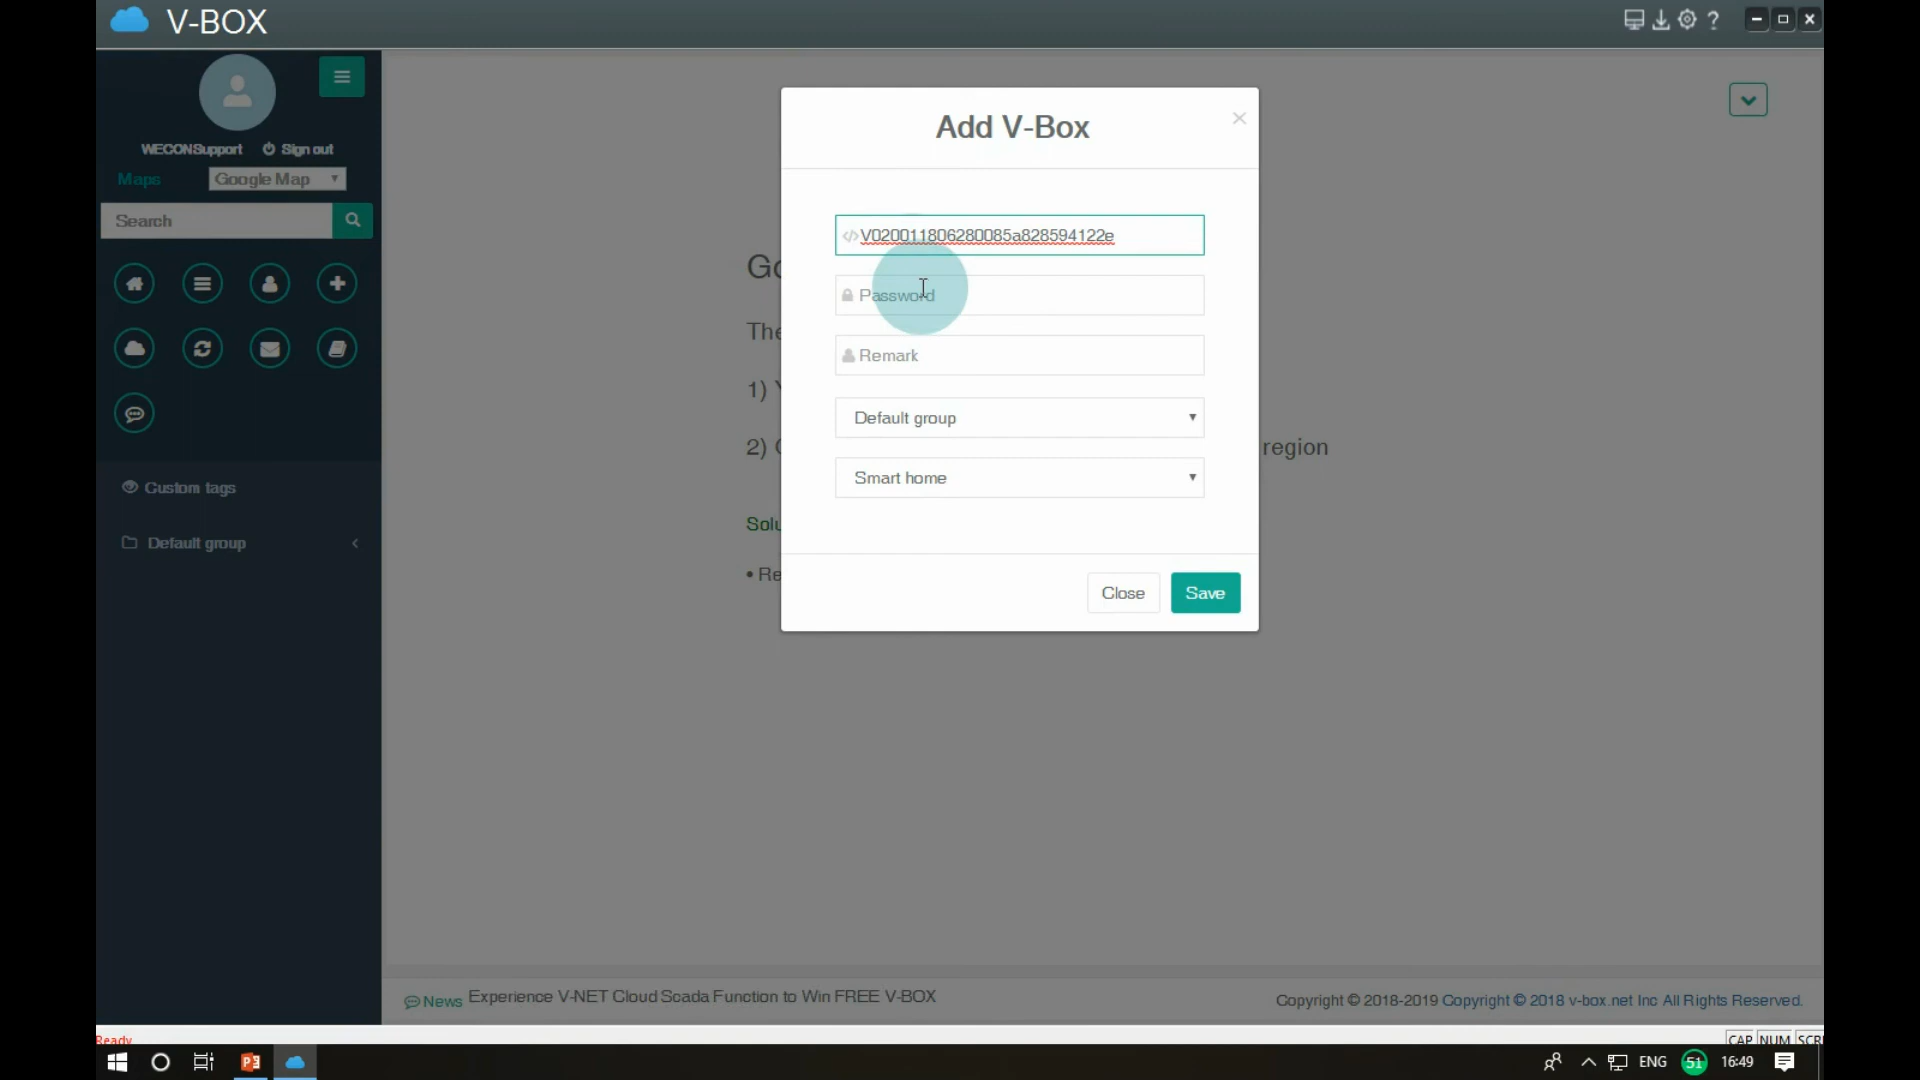 V-BOX
WECONSupport Sign out
Maps Google Map
Search
Custom tags
Default group
Add V-Box
×
V020011806280085a828594122e
Password
Remark
Default group
Smart home
Close Save
Go
The
1)
2) region
Solu
• Re
News Experience V-NET Cloud Scada Function to Win FREE V-BOX
Copyright © 2018-2019 Copyright © 2018 v-box.net Inc All Rights Reserved.
Ready
CAP NUM SCR
ENG 51 16:49